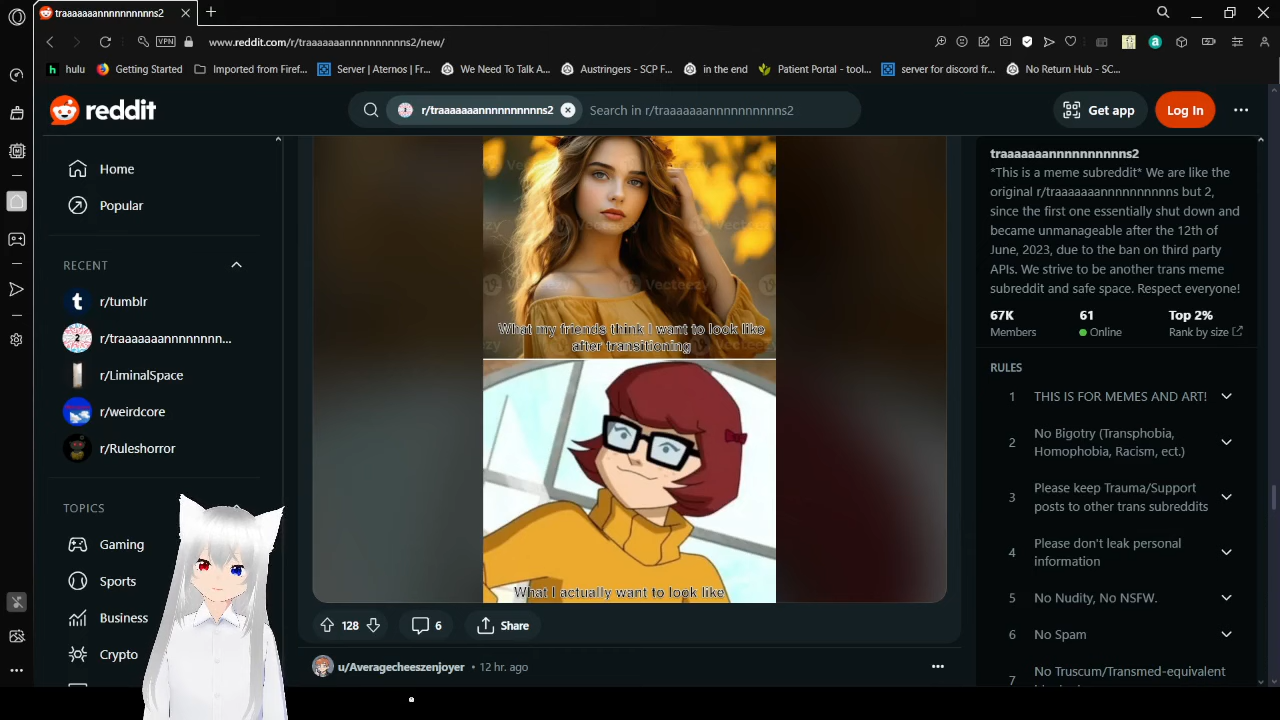 traaaaaaannnnnnnnnns2
VPN
www.reddit.com/r/traaaaaaannnnnnnnnns2/new/
hulu
Getting Started
Imported from Firef...
Server | Aternos | Fr...
We Need To Talk A...
Austringers - SCP F...
in the end
Patient Portal - tool...
server for discord fr...
No Return Hub - SC...
reddit
r/traaaaaaannnnnnnnnns2
Search in r/traaaaaaannnnnnnnnns2
Get app
Log In
Home
Popular
RECENT
r/tumblr
r/traaaaaaannnnnnn...
r/LiminalSpace
r/weirdcore
r/Ruleshorror
TOPICS
Gaming
Sports
Business
Crypto
Vecteezy
What my friends think I want to look like
after transitioning
What I actually want to look like
128
6
Share
u/Averagecheeszenjoyer
12 hr. ago
traaaaaaannnnnnnnnns2
*This is a meme subreddit* We are like the
original r/traaaaaaannnnnnnnnns but 2,
since the first one essentially shut down and
became unmanageable after the 12th of
June, 2023, due to the ban on third party
APIs. We strive to be another trans meme
subreddit and safe space. Respect everyone!
67K
Members
61
Online
Top 2%
Rank by size
RULES
1 THIS IS FOR MEMES AND ART!
2 No Bigotry (Transphobia,
Homophobia, Racism, ect.)
3 Please keep Trauma/Support
posts to other trans subreddits
4 Please don't leak personal
information
5 No Nudity, No NSFW.
6 No Spam
7 No Truscum/Transmed-equivalent